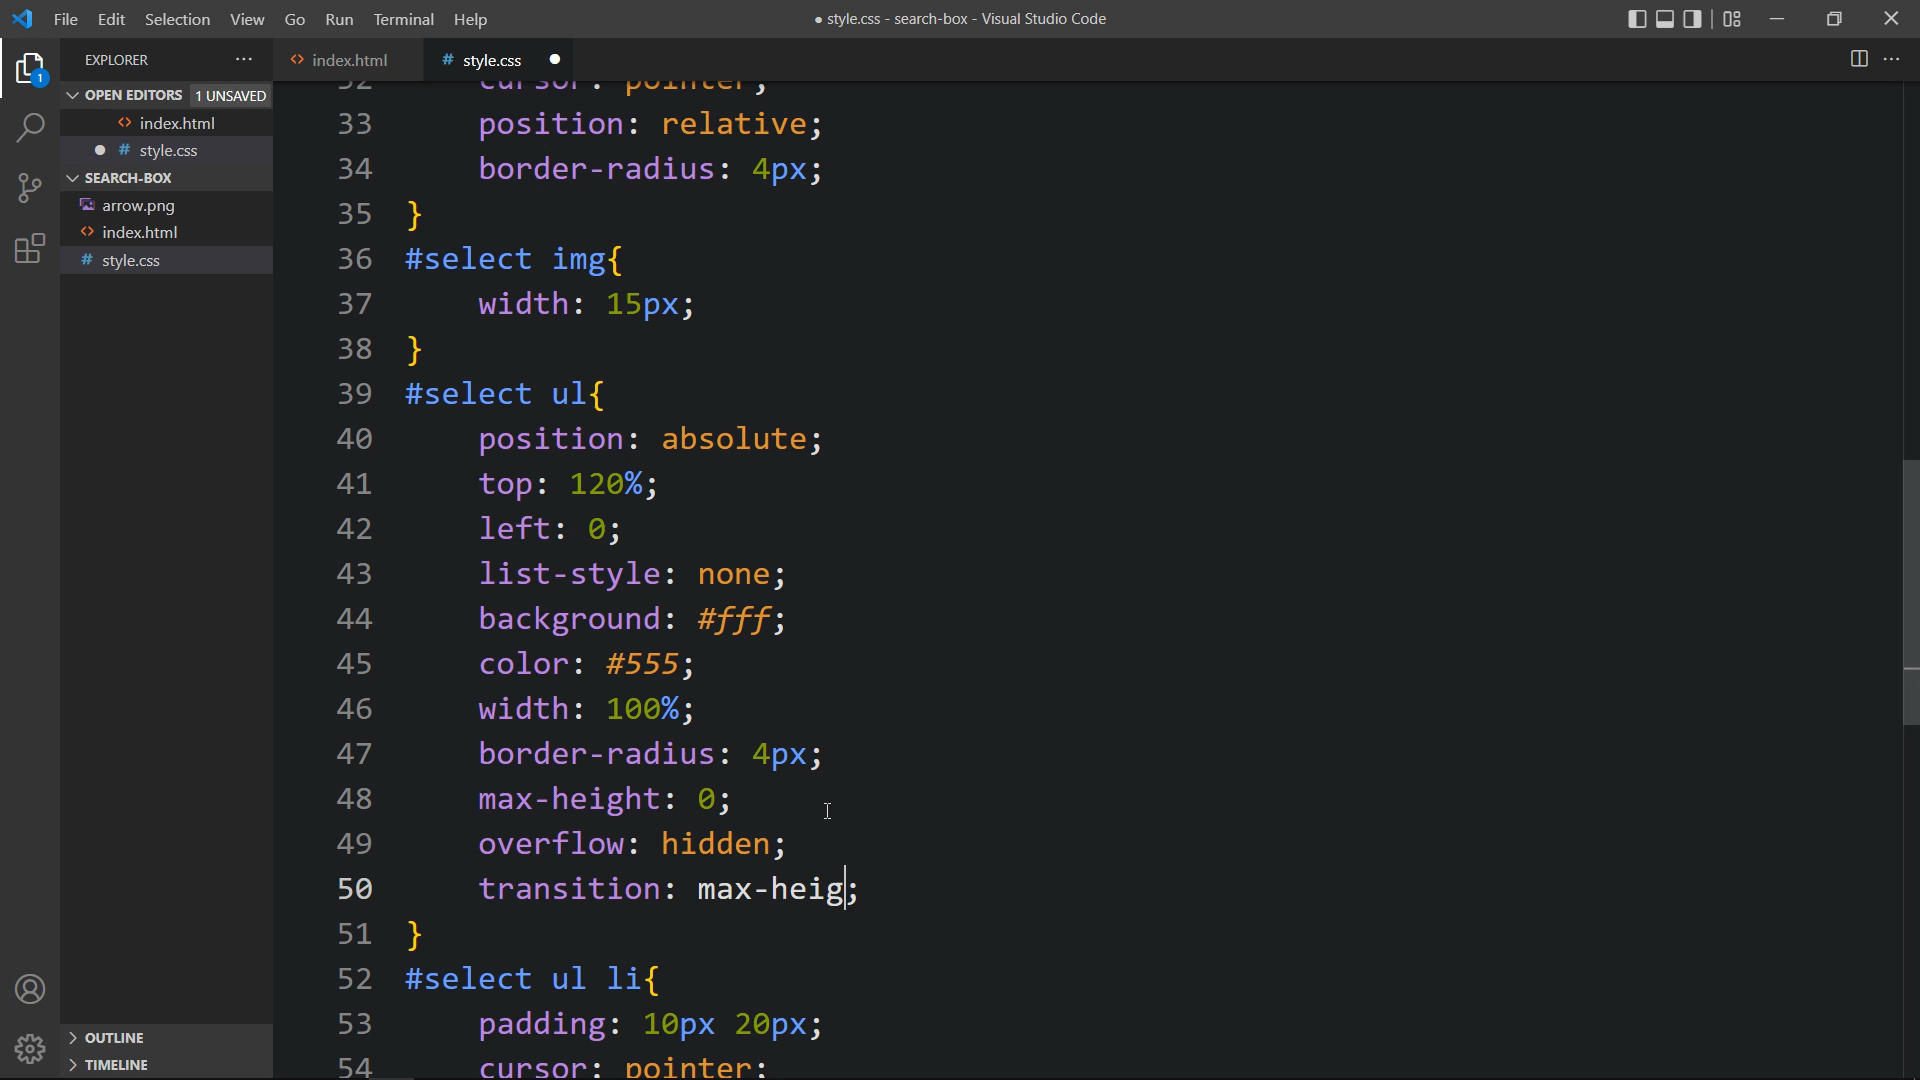 File Edit Selection View Go Run Terminal Help
● style.css - search-box - Visual Studio Code
EXPLORER ...
<> index.html
# style.css ●
OPEN EDITORS 1 UNSAVED
<> index.html
● # style.css
SEARCH-BOX
arrow.png
<> index.html
# style.css
1
OUTLINE
TIMELINE
32 cursor: pointer;
33 position: relative;
34 border-radius: 4px;
35 }
36 #select img{
37 width: 15px;
38 }
39 #select ul{
40 position: absolute;
41 top: 120%;
42 left: 0;
43 list-style: none;
44 background: #fff;
45 color: #555;
46 width: 100%;
47 border-radius: 4px;
48 max-height: 0;
49 overflow: hidden;
50 transition: max-heig;
51 }
52 #select ul li{
53 padding: 10px 20px;
54 cursor: pointer;